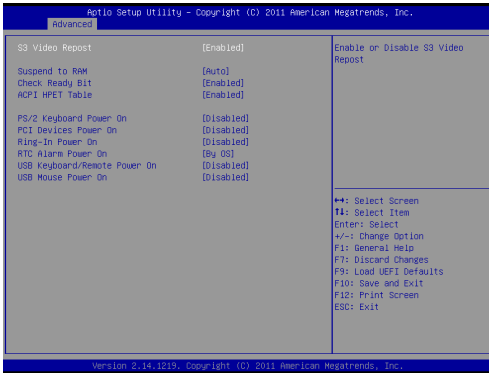 Aptio Setup Utility – Copyright (C) 2011 American Megatrends, Inc.
Advanced
S3 Video Repost [Enabled]
Suspend to RAM [Auto]
Check Ready Bit [Enabled]
ACPI HPET Table [Enabled]
PS/2 Keyboard Power On [Disabled]
PCI Devices Power On [Disabled]
Ring-In Power On [Disabled]
RTC Alarm Power On [By OS]
USB Keyboard/Remote Power On [Disabled]
USB Mouse Power On [Disabled]
Enable or Disable S3 Video
Repost
↔: Select Screen
↑↓: Select Item
Enter: Select
+/-: Change Option
F1: General Help
F7: Discard Changes
F9: Load UEFI Defaults
F10: Save and Exit
F12: Print Screen
ESC: Exit
Version 2.14.1219. Copyright (C) 2011 American Megatrends, Inc.